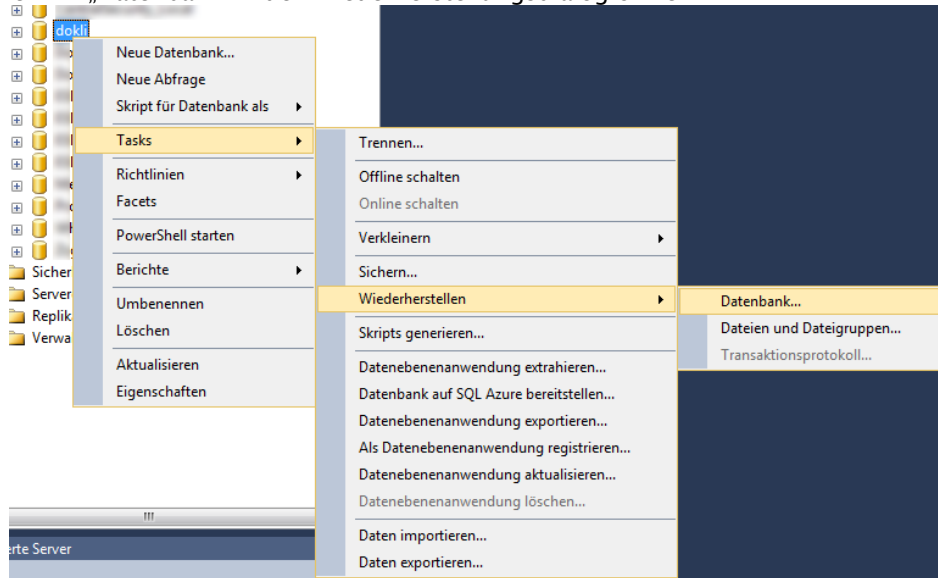 dokli
Neue Datenbank...
Neue Abfrage
Skript für Datenbank als
Tasks
Richtlinien
Facets
PowerShell starten
Berichte
Umbenennen
Löschen
Aktualisieren
Eigenschaften
Trennen...
Offline schalten
Online schalten
Verkleinern
Sichern...
Wiederherstellen
Skripts generieren...
Datenebenenanwendung extrahieren...
Datenbank auf SQL Azure bereitstellen...
Datenebenenanwendung exportieren...
Als Datenebenenanwendung registrieren...
Datenebenenanwendung aktualisieren...
Datenebenenanwendung löschen...
Daten importieren...
Daten exportieren...
Datenbank...
Dateien und Dateigruppen...
Transaktionsprotokoll...
Sicher
Server
Replik
Verwa
erte Server